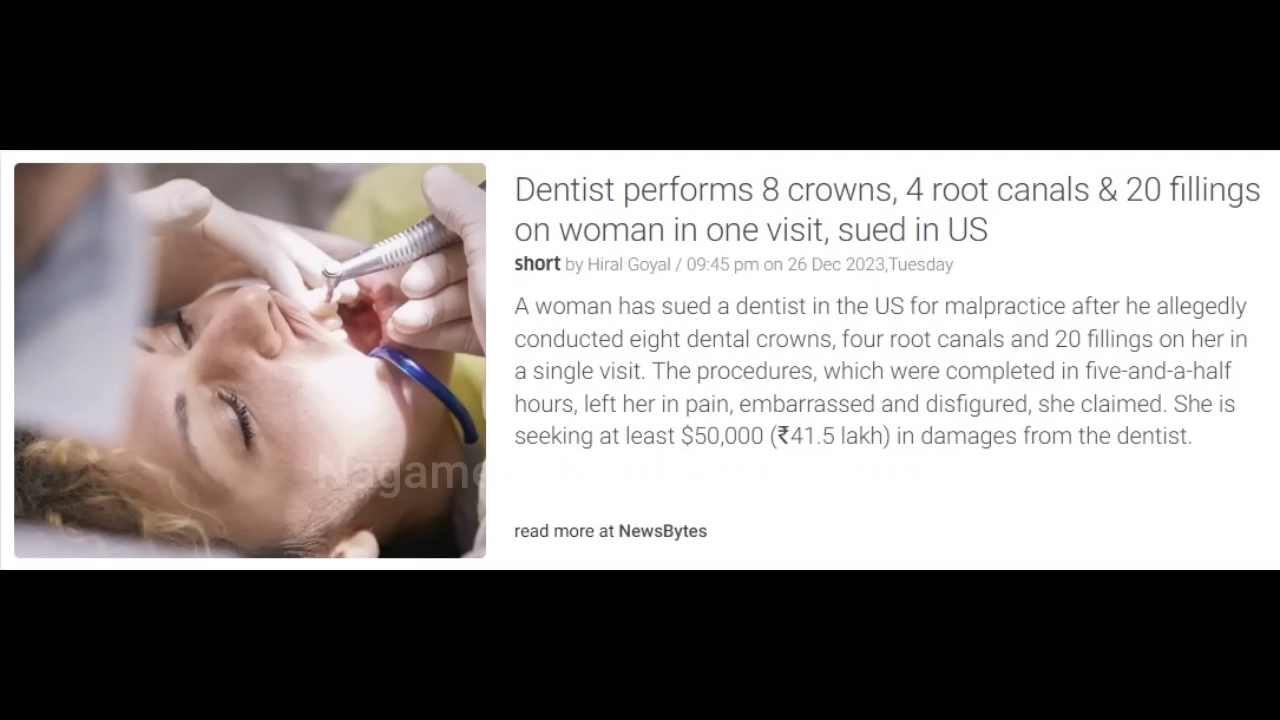 Dentist performs 8 crowns, 4 root canals & 20 fillings
on woman in one visit, sued in US
short by Hiral Goyal / 09:45 pm on 26 Dec 2023,Tuesday
A woman has sued a dentist in the US for malpractice after he allegedly
conducted eight dental crowns, four root canals and 20 fillings on her in
a single visit. The procedures, which were completed in five-and-a-half
hours, left her in pain, embarrassed and disfigured, she claimed. She is
seeking at least $50,000 (₹41.5 lakh) in damages from the dentist.
read more at NewsBytes